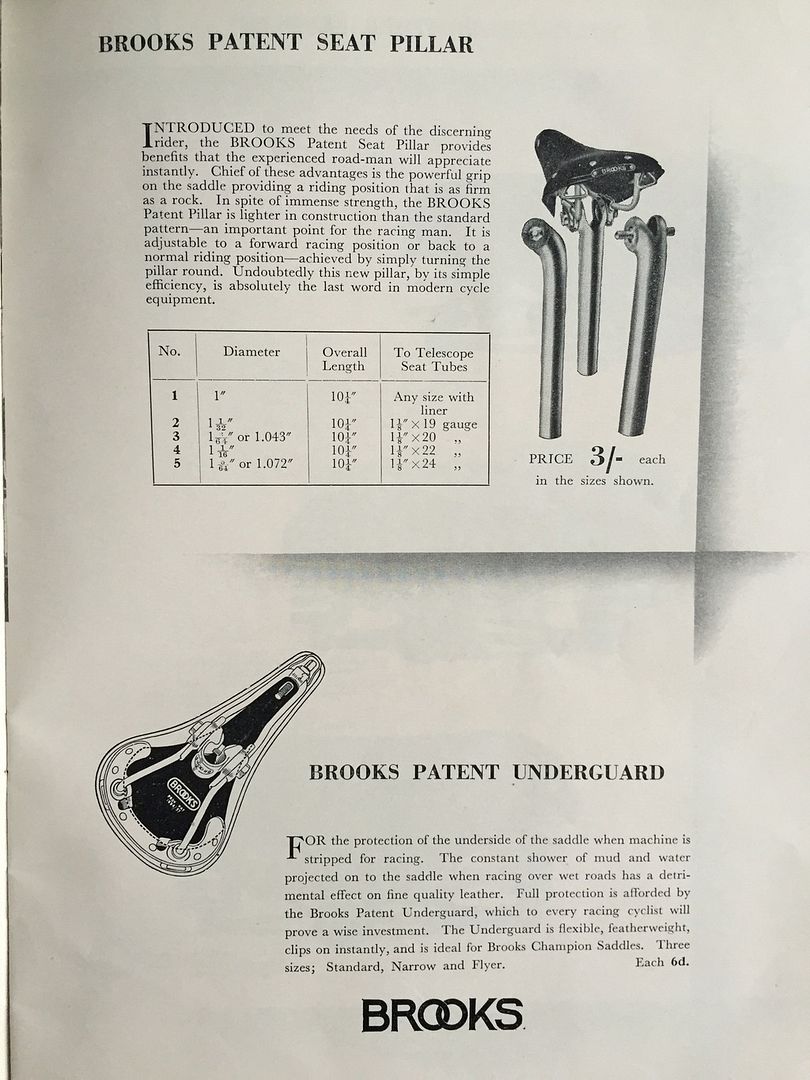 BROOKS PATENT SEAT PILLAR
INTRODUCED to meet the needs of the discerning
rider, the BROOKS Patent Seat Pillar provides
benefits that the experienced road-man will appreciate
instantly. Chief of these advantages is the powerful grip
on the saddle providing a riding position that is as firm
as a rock. In spite of immense strength, the BROOKS
Patent Pillar is lighter in construction than the standard
pattern—an important point for the racing man. It is
adjustable to a forward racing position or back to a
normal riding position—achieved by simply turning the
pillar round. Undoubtedly this new pillar, by its simple
efficiency, is absolutely the last word in modern cycle
equipment.
BROOKS
No. Diameter Overall Length To Telescope Seat Tubes
1 1″ 10¼″ Any size with liner
2 1 1/32″ 10¼″ 1⅛″ × 19 gauge
3 or 1.043″ 10¼″ 1⅛″ × 20 ,,
4 1 1/16″ 10¼″ 1⅛″ × 22 ,,
5 1 5/64″ or 1.072″ 10¼″ 1⅛″ × 24 ,,
PRICE 3/- each
in the sizes shown.
BROOKS
BROOKS PATENT UNDERGUARD
FOR the protection of the underside of the saddle when machine is
stripped for racing. The constant shower of mud and water
projected on to the saddle when racing over wet roads has a detri-
mental effect on fine quality leather. Full protection is afforded by
the Brooks Patent Underguard, which to every racing cyclist will
prove a wise investment. The Underguard is flexible, featherweight,
clips on instantly, and is ideal for Brooks Champion Saddles. Three
sizes; Standard, Narrow and Flyer. Each 6d.
BROOKS